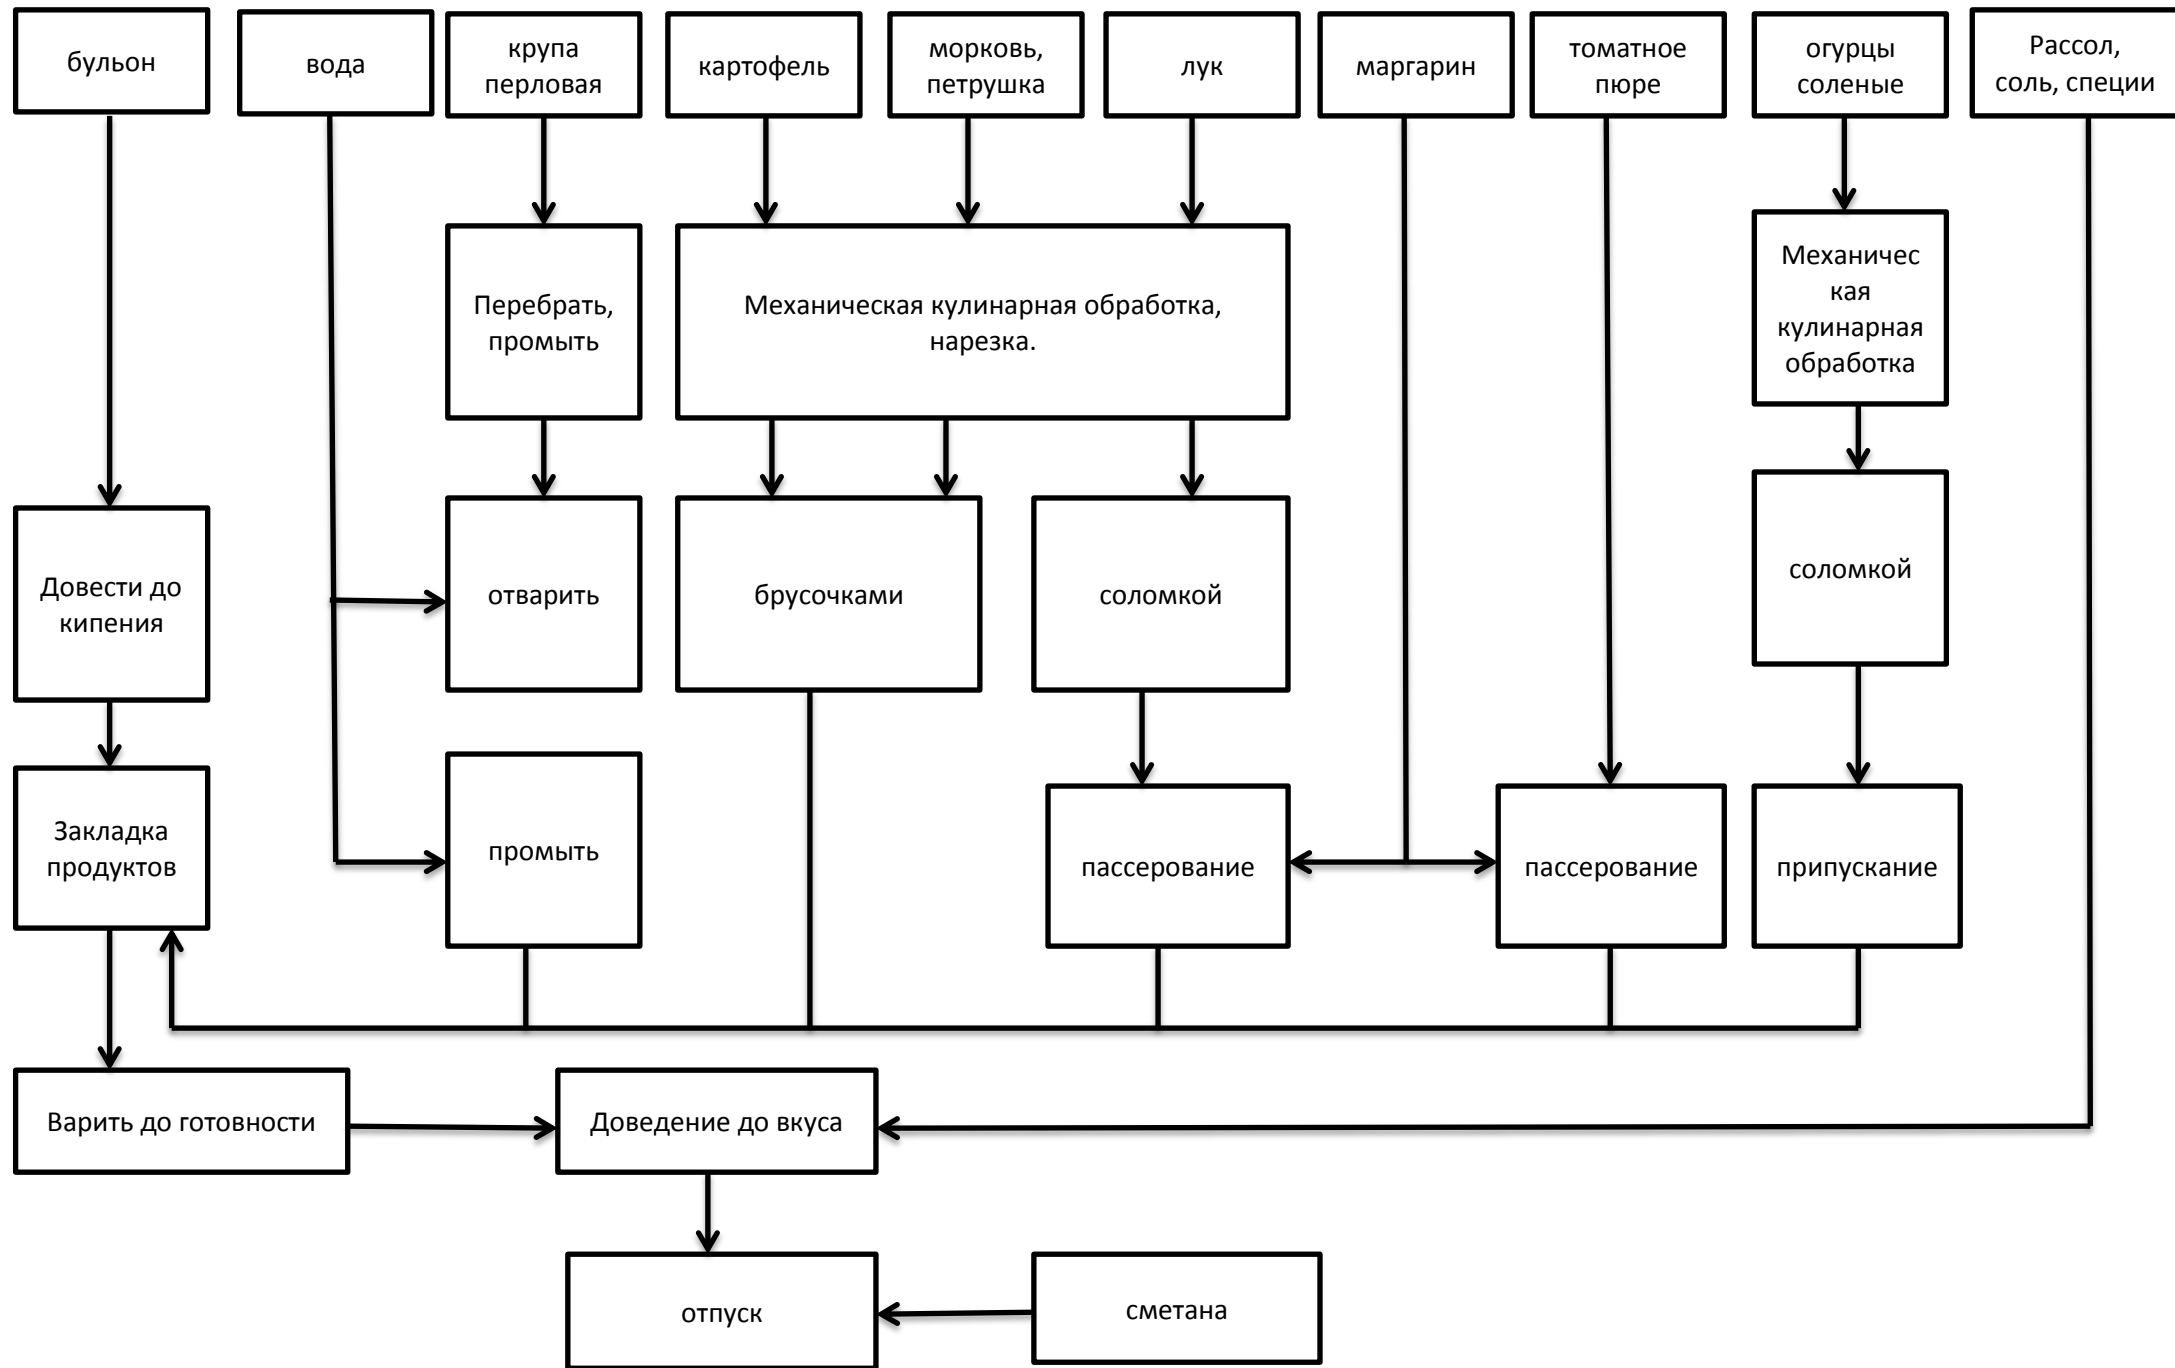 бульон
вода
крупа
перловая
картофель
морковь,
петрушка
лук
маргарин
томатное
пюре
огурцы
соленые
Рассол,
соль, специи
Перебрать,
промыть
Механическая кулинарная обработка,
нарезка.
Механичес
кая
кулинарная
обработка
Довести до
кипения
отварить
брусочками
соломкой
соломкой
Закладка
продуктов
промыть
пассерование
пассерование
припускание
Варить до готовности
Доведение до вкуса
отпуск
сметана